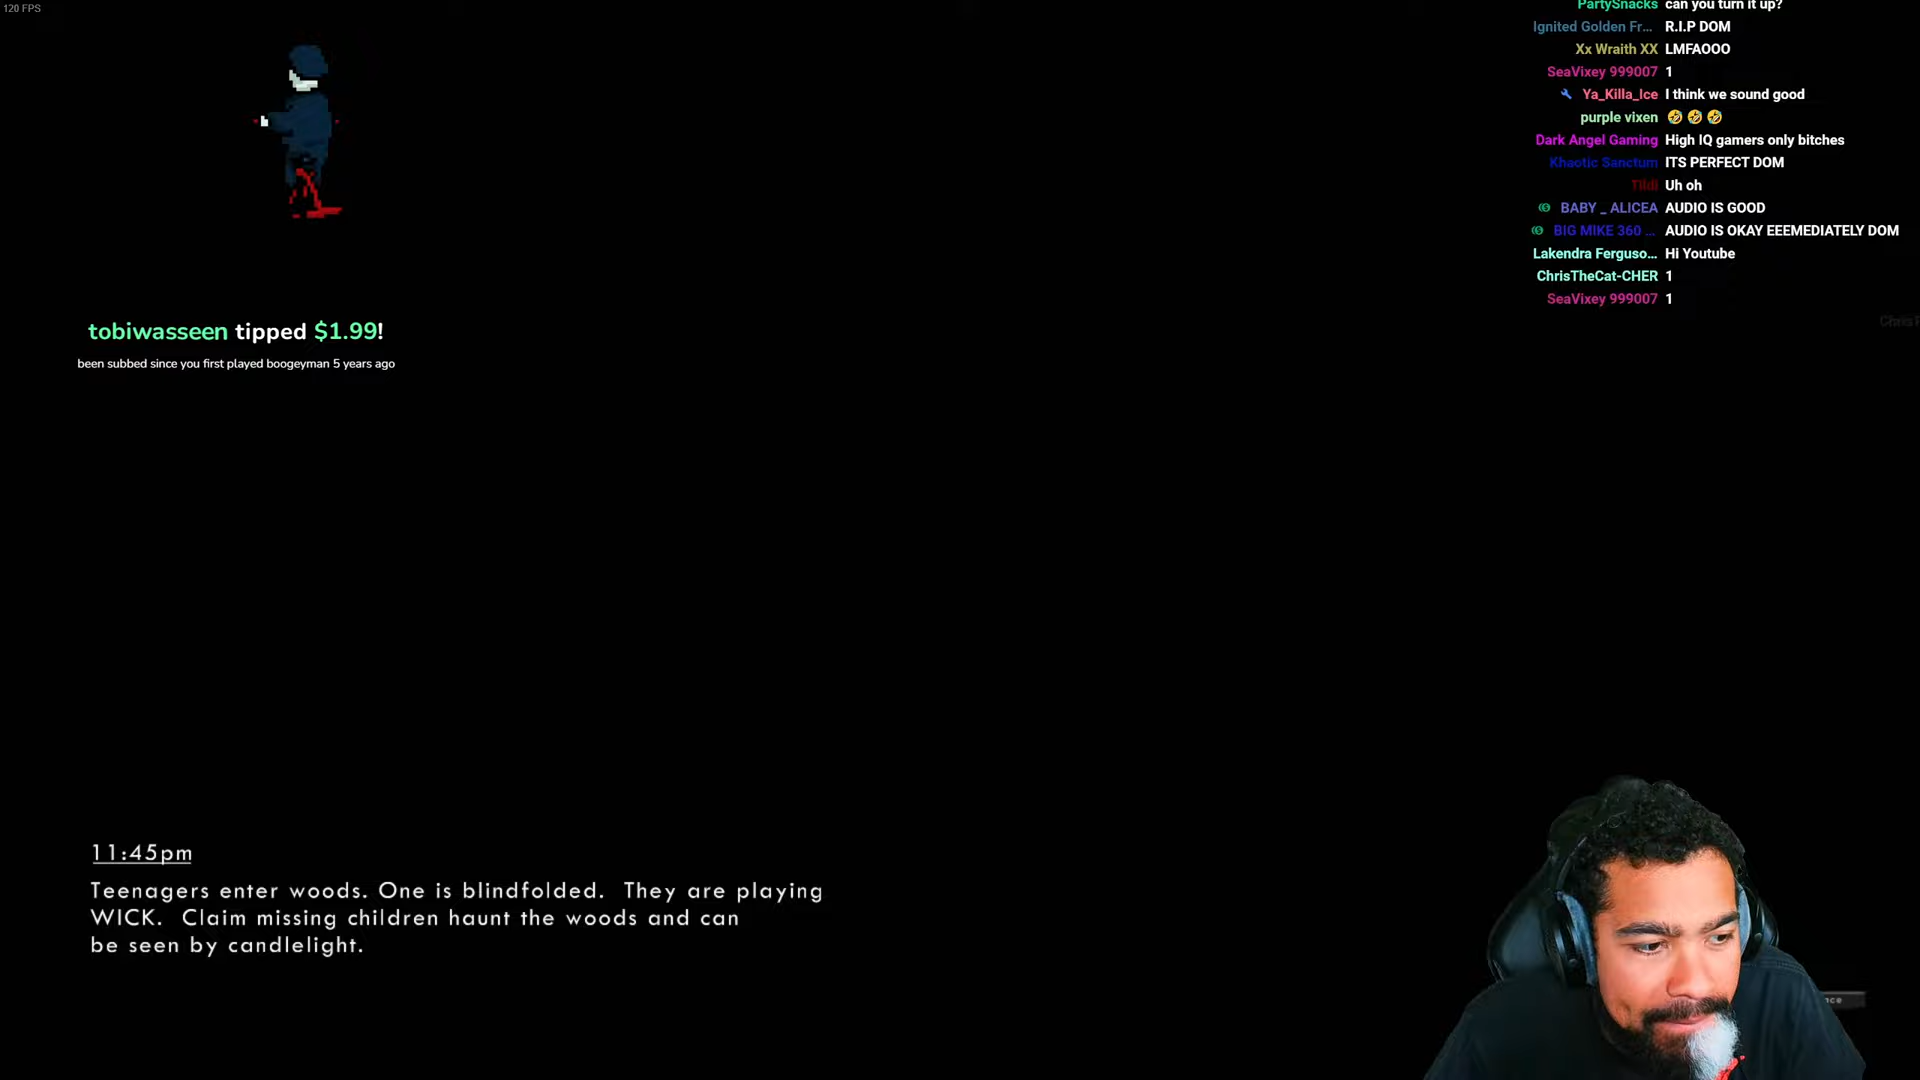 120 FPS
PartySnacks can you turn it up?
Ignited Golden Fr... R.I.P DOM
Xx Wraith XX LMFAOOO
SeaVixey 999007 1
Ya_Killa_Ice I think we sound good
purple vixen 🤣 🤣 🤣
Dark Angel Gaming High IQ gamers only bitches
Khaotic Sanctum ITS PERFECT DOM
Tildi Uh oh
BABY _ ALICEA AUDIO IS GOOD
BIG MIKE 360 ... AUDIO IS OKAY EEEMEDIATELY DOM
Lakendra Ferguso... Hi Youtube
ChrisTheCat-CHER 1
SeaVixey 999007 1
tobiwasseen tipped $1.99!
been subbed since you first played boogeyman 5 years ago
11:45pm
Teenagers enter woods. One is blindfolded. They are playing
WICK. Claim missing children haunt the woods and can
be seen by candlelight.